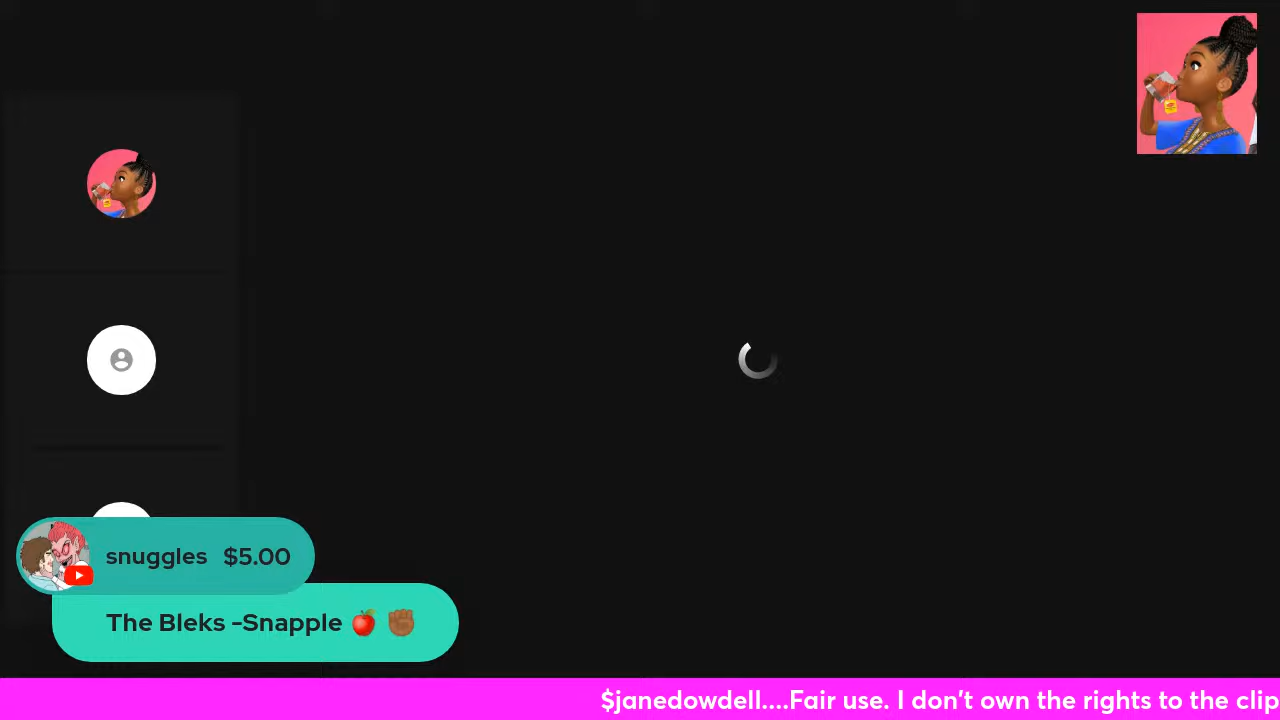 snuggles $5.00
The Bleks -Snapple 🍎 ✊🏾
$janedowdell....Fair use. I don't own the rights to the clip